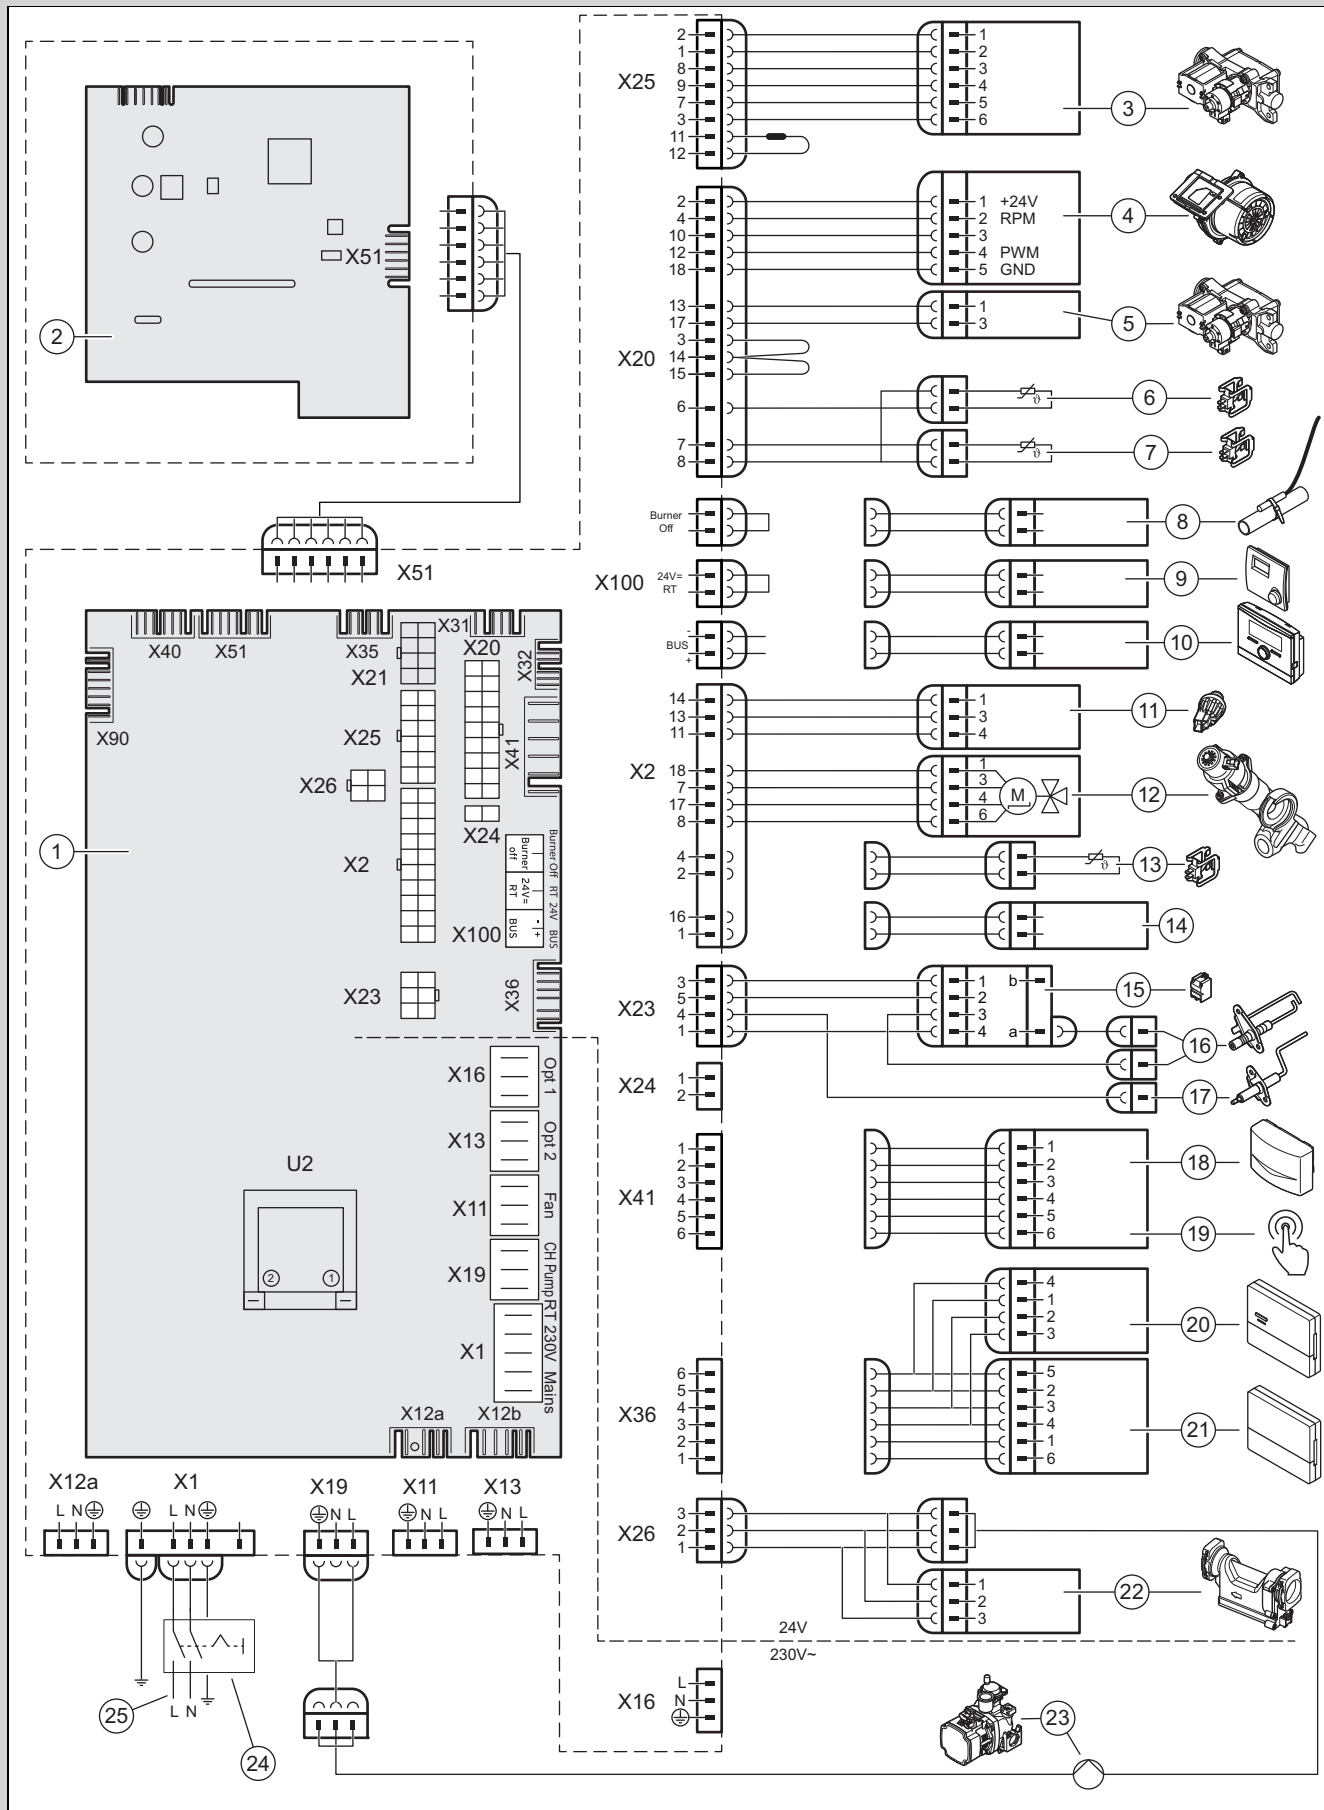 X51
2
X51
X40
X51
X35
X31
X21
X20
X32
X90
X25
X41
X26
X24
X2
1
Burner off
24V= RT
BUS
- +
Burner Off RT 24V BUS
X100
X23
X36
X16
Opt 1
X13
Opt 2
X11
Fan
X19
CH Pump
X1
RT 230V Mains
U2
2
1
X12a
X12b
X12a
L N
X1
L N
X19
N L
X11
N L
X13
N L
25
L N
24
X25
2 1
1 2
8 3
9 4
7 5
3 6
11
12
3
X20
2 1 +24V
4 2 RPM
10 3
12 4 PWM
18 5 GND
4
13 1
17 3
5
3
14
15
6
ϑ
6
7
8
ϑ
7
X100
Burner
Off
8
24V=
RT
9
-
BUS
+
10
X2
14 1
13 3
11 4
11
18 1
7 3
17 4
8 6
M
12
4
2
ϑ
13
16
1
14
X23
3 1 b
5 2
4 3
1 4 a
15
16
17
X24
1
2
X41
1 1
2 2
3 3
4 4
5 5
6 6
18
19
4
1
2
3
20
X36
6 5
5 2
4 3
3 4
2 1
1 6
21
X26
3
2
1
1
2
3
22
24V
230V~
X16
L
N
23